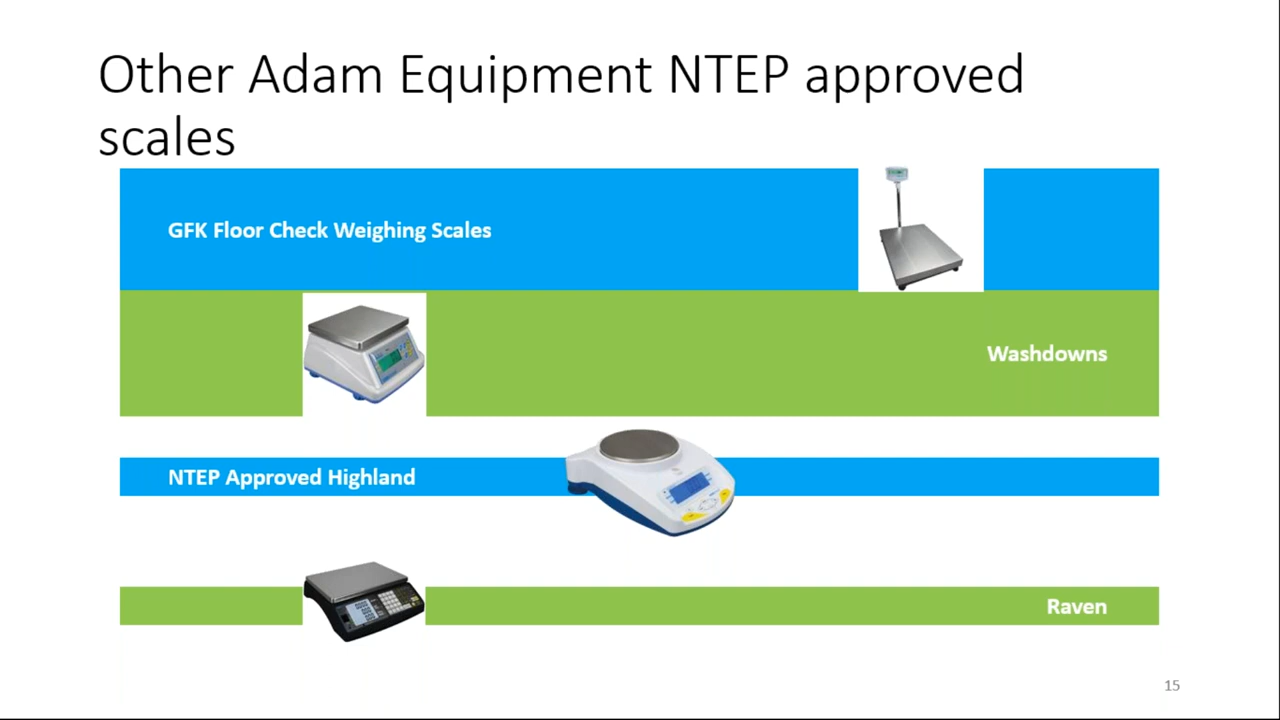 Other Adam Equipment NTEP approved
scales
GFK Floor Check Weighing Scales
Washdowns
NTEP Approved Highland
Raven
15